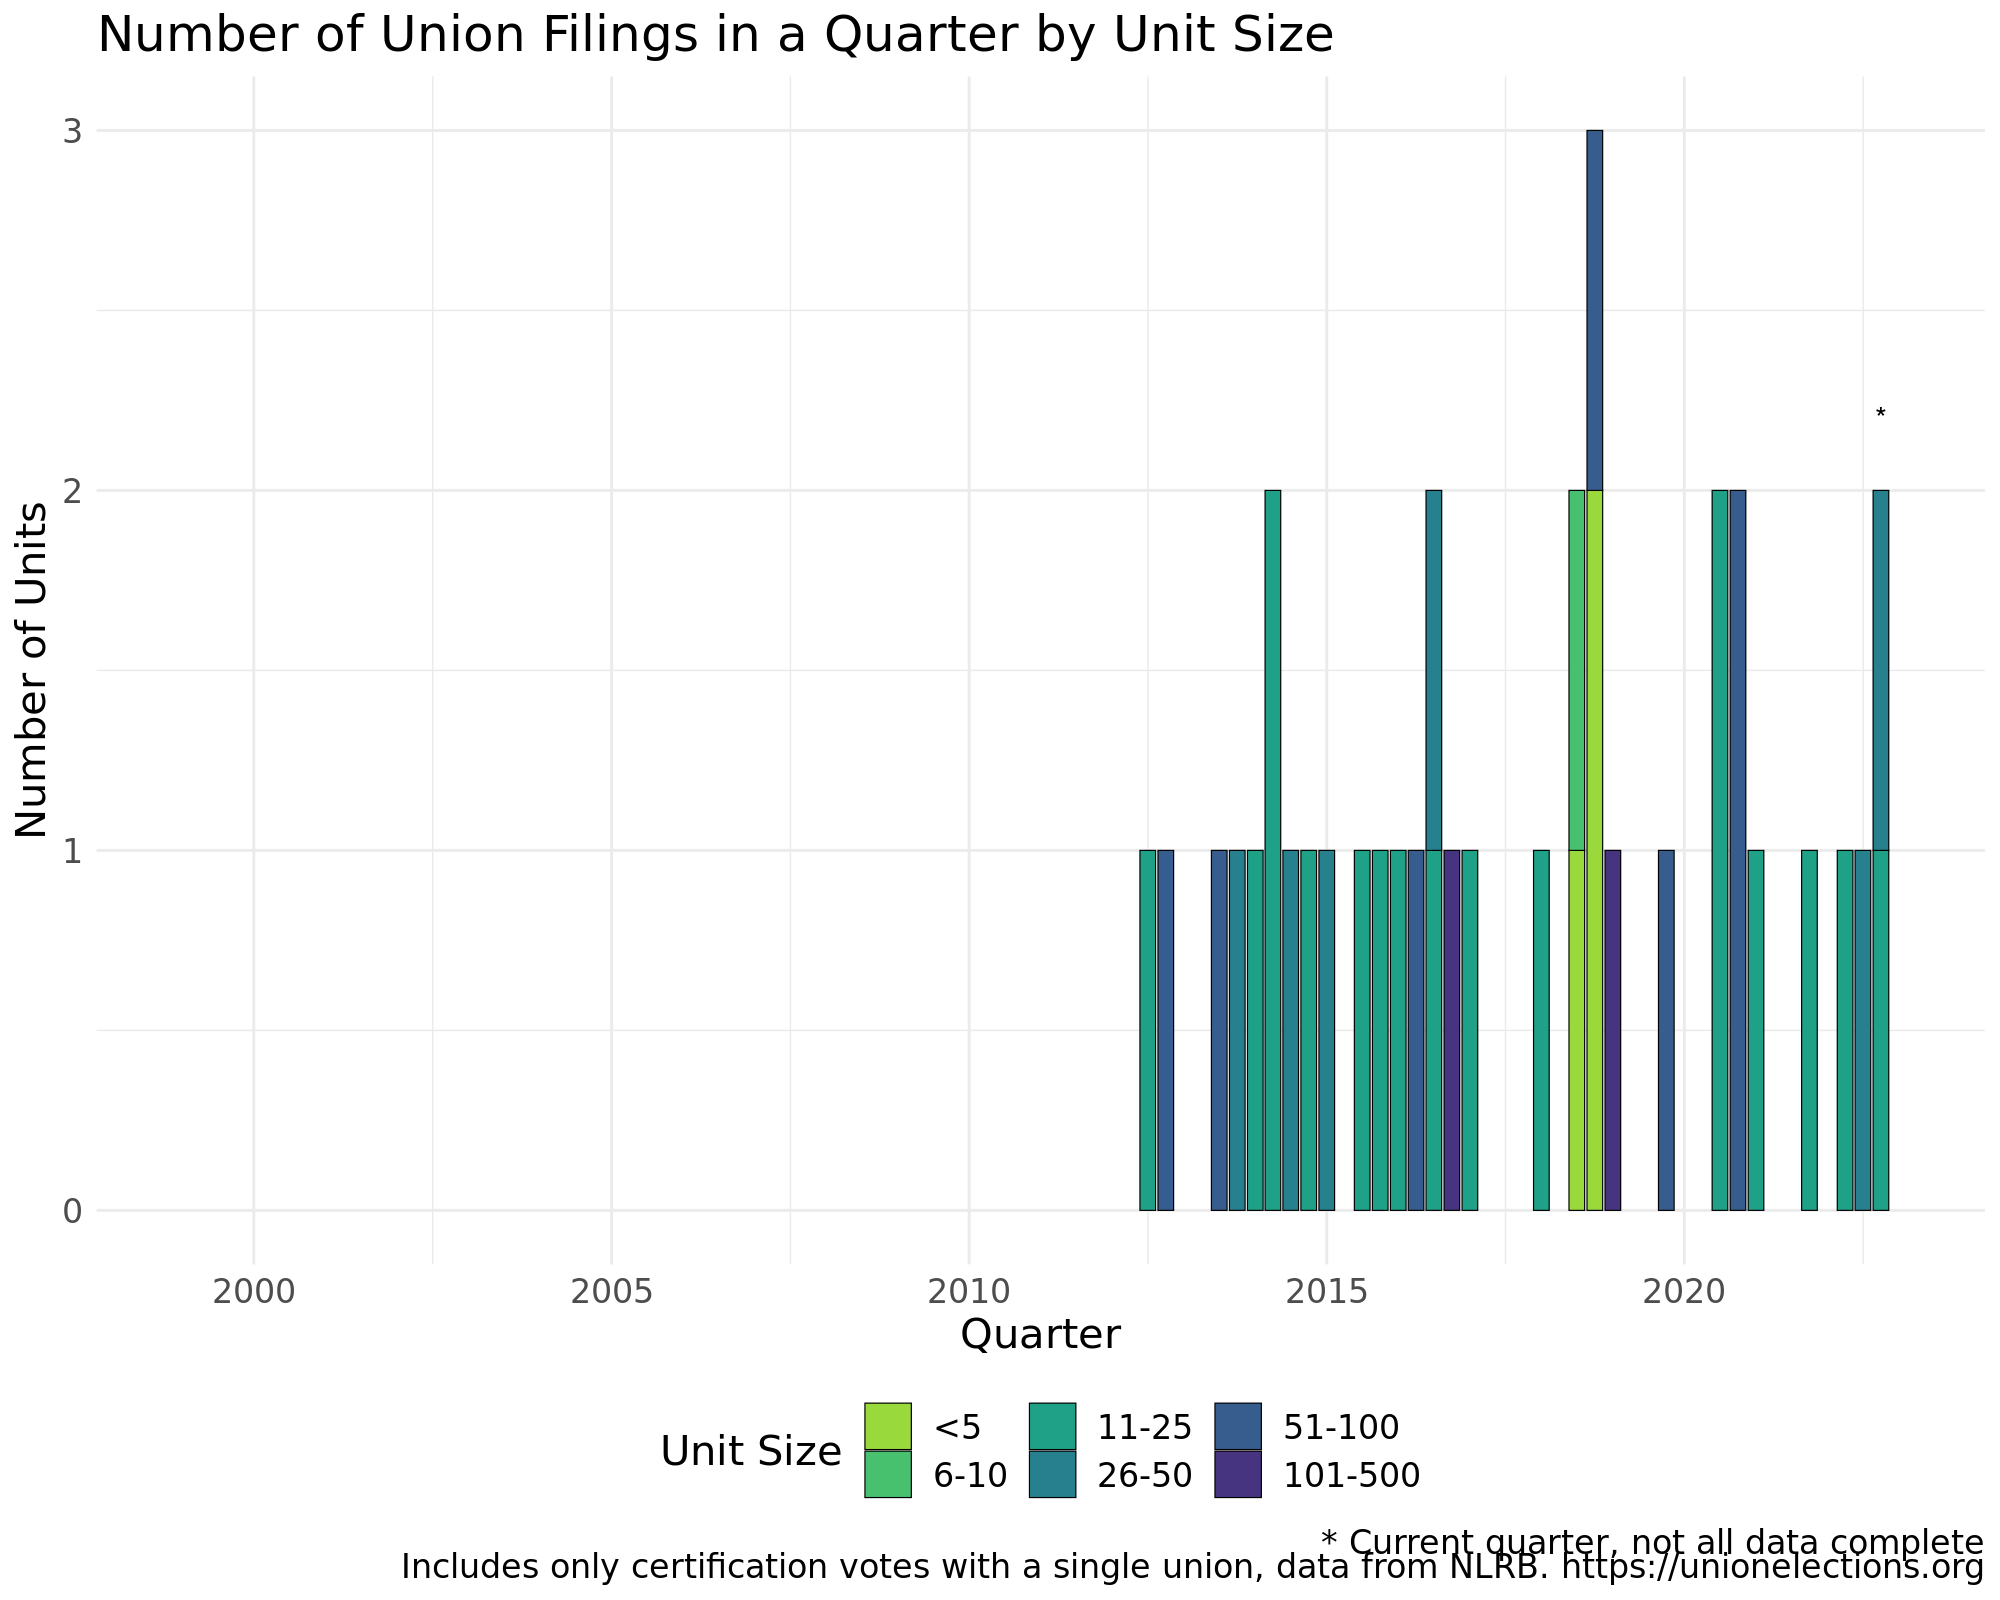 Number of Union Filings in a Quarter by Unit Size
Number of Units
3
2
1
0
*
2000 2005 2010 2015 2020
Quarter
Unit Size
<5 11-25 51-100
6-10 26-50 101-500
* Current quarter, not all data complete
Includes only certification votes with a single union, data from NLRB. https://unionelections.org